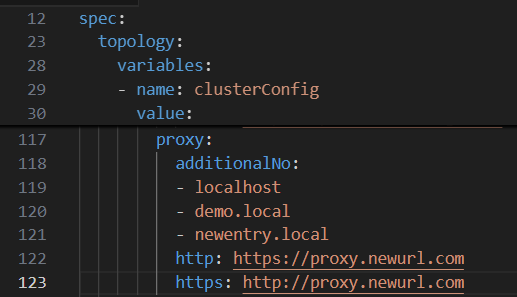 12 spec:
23 topology:
28 variables:
29 - name: clusterConfig
30 value:
117 proxy:
118 additionalNo:
119 - localhost
120 - demo.local
121 - newentry.local
122 http: https://proxy.newurl.com
123 https: http://proxy.newurl.com